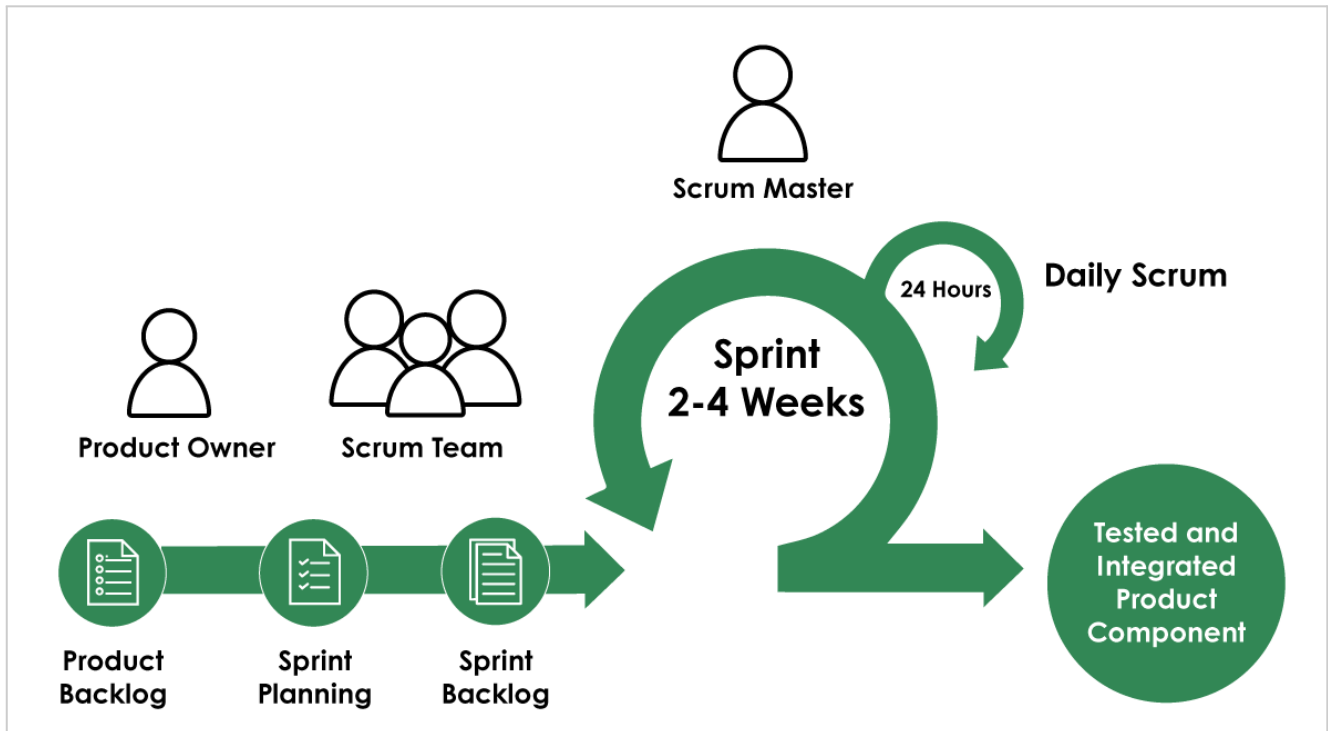 Scrum Master
24 Hours
Daily Scrum
Sprint
2-4 Weeks
Product Owner
Scrum Team
Tested and
Integrated
Product
Component
Product
Backlog
Sprint
Planning
Sprint
Backlog